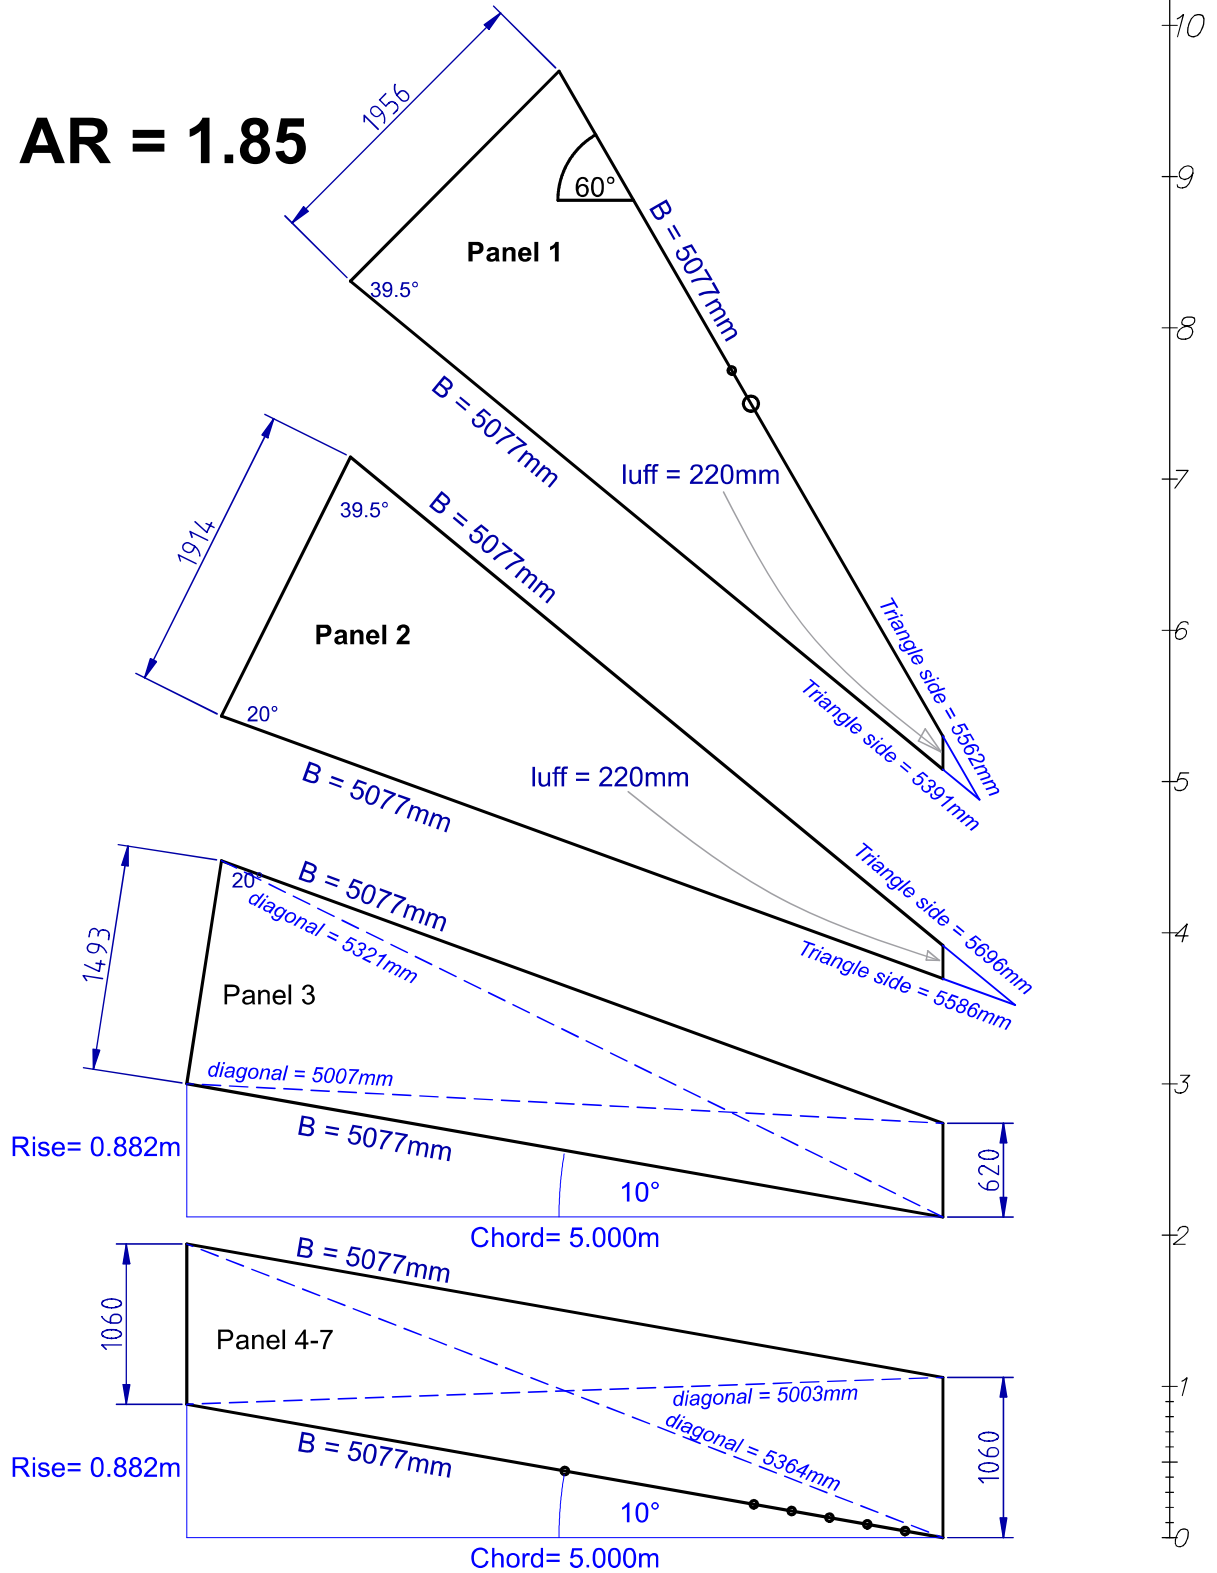 10
1956
AR = 1.85
9
60°
B = 5077mm
Panel 1
39.5°
8
B = 5077mm
luff = 220mm
7
39.5°
B = 5077mm
1914
Panel 2
6
Triangle side = 5562mm
Triangle side = 5391mm
20°
luff = 220mm
5
B = 5077mm
Triangle side = 5696mm
20°
B = 5077mm
diagonal = 5321mm
4
1493
Triangle side = 5586mm
Panel 3
diagonal = 5007mm
3
B = 5077mm
Rise= 0.882m
620
10°
Chord= 5.000m
2
B = 5077mm
1060
Panel 4-7
1
diagonal = 5003mm
diagonal = 5364mm
B = 5077mm
1060
Rise= 0.882m
10°
0
Chord= 5.000m